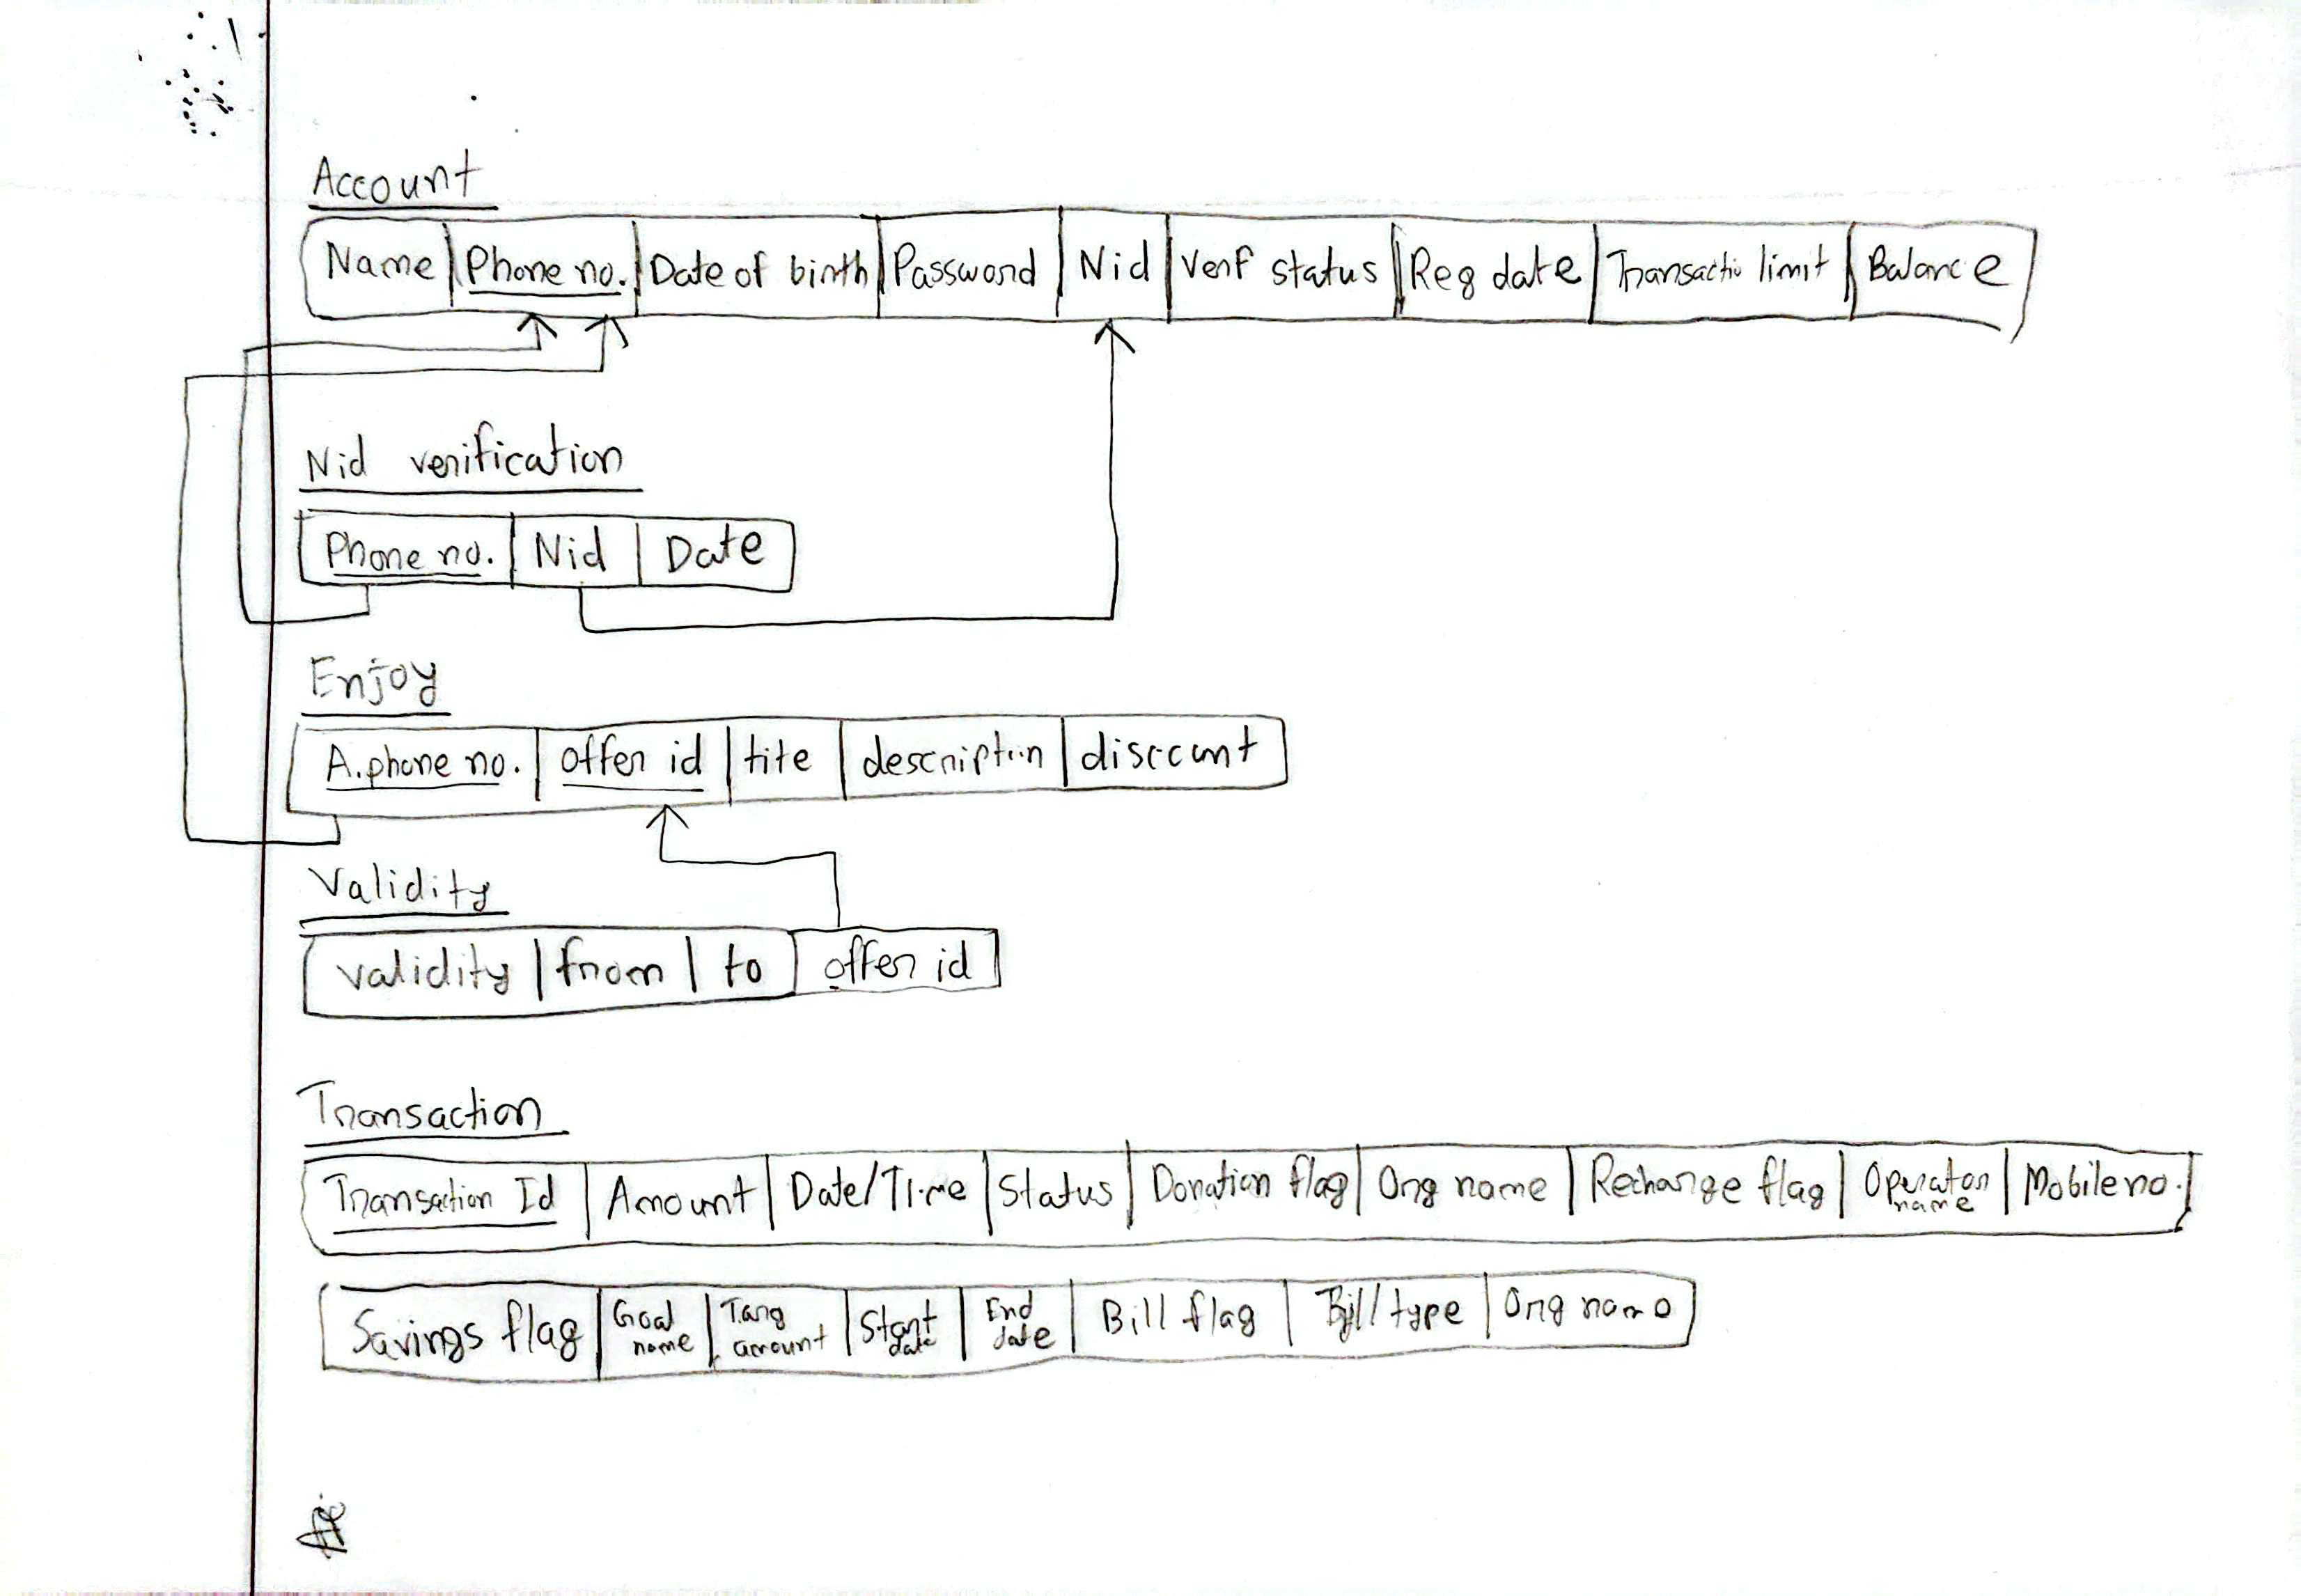 Account
Name Phone no. Date of birth Password Nid Verif status Reg date Transactio limit Balance
Nid verification
Phone no. Nid Date
Enjoy
A.phone no. offer id title description discount
Validity
validity from to offer id
Transaction
Transaction Id Amount Date/Time Status Donation flag Org name Recharge flag Operator name Mobile no.
Savings flag Goal name Targ amount Start date End date Bill flag Bill type Org name